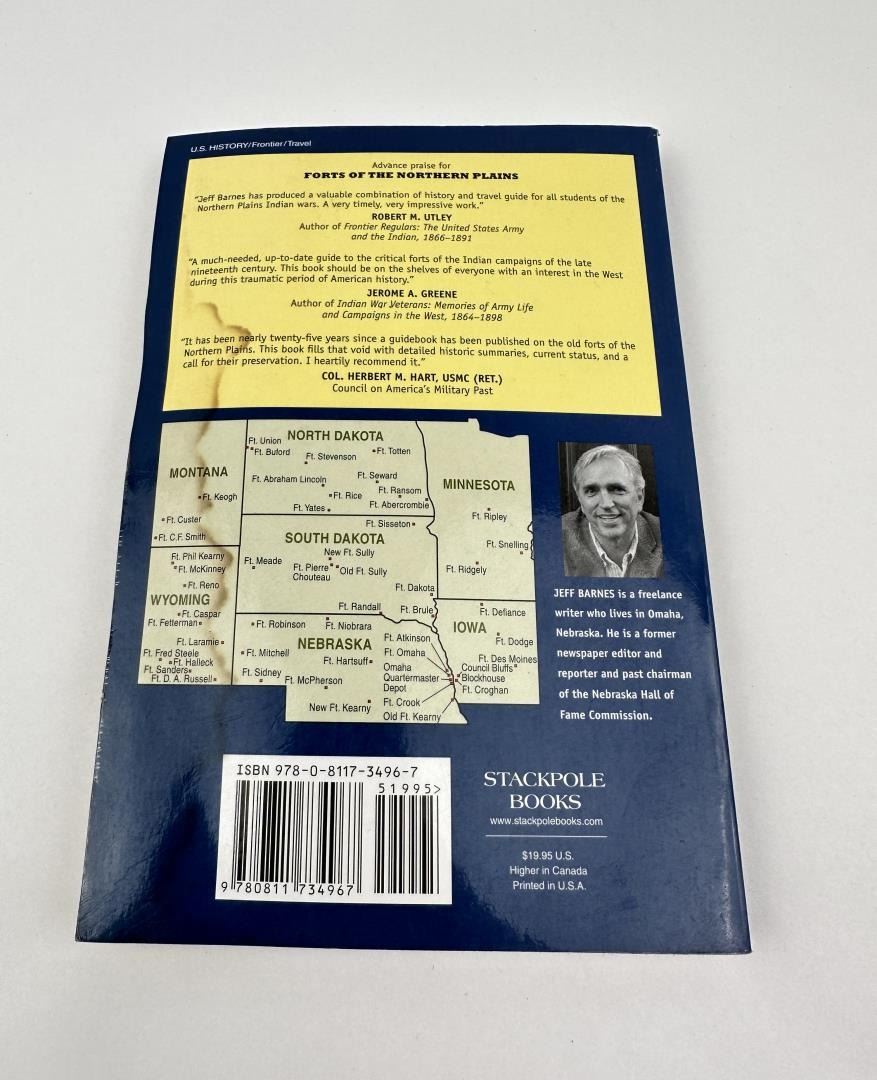 U.S. HISTORY/Frontier/Travel
Advance praise for
FORTS OF THE NORTHERN PLAINS
"Jeff Barnes has produced a valuable combination of history and travel guide for all students of the
Northern Plains Indian wars. A very timely, very impressive work."
ROBERT M. UTLEY
Author of Frontier Regulars: The United States Army
and the Indian, 1866–1891
"A much-needed, up-to-date guide to the critical forts of the Indian campaigns of the late
nineteenth century. This book should be on the shelves of everyone with an interest in the West
during this traumatic period of American history."
JEROME A. GREENE
Author of Indian War Veterans: Memories of Army Life
and Campaigns in the West, 1864–1898
"It has been nearly twenty-five years since a guidebook has been published on the old forts of the
Northern Plains. This book fills that void with detailed historic summaries, current status, and a
call for their preservation. I heartily recommend it."
COL. HERBERT M. HART, USMC (RET.)
Council on America's Military Past
MONTANA
Ft. Keogh
Ft. Custer
Ft. C.F. Smith
WYOMING
Ft. Phil Kearny
Ft. McKinney
Ft. Reno
Ft. Caspar
Ft. Fetterman
Ft. Laramie
Ft. Fred Steele
Ft. Halleck
Ft. Sanders
Ft. D. A. Russell
NORTH DAKOTA
Ft. Union
Ft. Buford
Ft. Stevenson
Ft. Totten
Ft. Abraham Lincoln
Ft. Seward
Ft. Rice
Ft. Ransom
Ft. Yates
Ft. Abercrombie
SOUTH DAKOTA
Ft. Sisseton
New Ft. Sully
Ft. Meade
Ft. Pierre
Chouteau
Old Ft. Sully
Ft. Dakota
Ft. Randall
Ft. Brule
NEBRASKA
Ft. Robinson
Ft. Niobrara
Ft. Mitchell
Ft. Hartsuff
Ft. Sidney
Ft. McPherson
New Ft. Kearny
Ft. Atkinson
Ft. Omaha
Omaha
Quartermaster
Depot
Ft. Crook
Old Ft. Kearny
MINNESOTA
Ft. Ripley
Ft. Snelling
Ft. Ridgely
IOWA
Ft. Defiance
Ft. Dodge
Ft. Des Moines
Council Bluffs
Blockhouse
Ft. Croghan
JEFF BARNES is a freelance
writer who lives in Omaha,
Nebraska. He is a former
newspaper editor and
reporter and past chairman
of the Nebraska Hall of
Fame Commission.
ISBN 978-0-8117-3496-7
51995>
9 780811 734967
STACKPOLE
BOOKS
www.stackpolebooks.com
$19.95 U.S.
Higher in Canada
Printed in U.S.A.